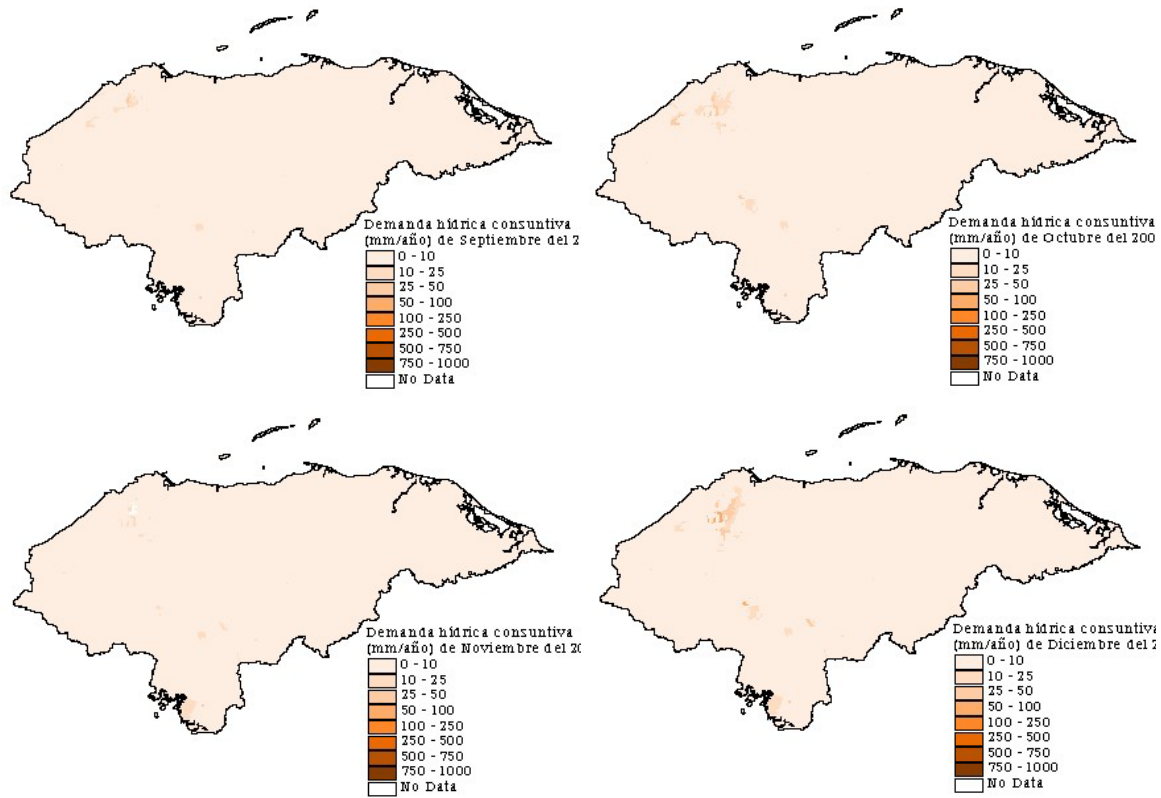 Demanda hídrica consuntiva
(mm/año) de Septiembre del 2
0 - 10
10 - 25
25 - 50
50 - 100
100 - 250
250 - 500
500 - 750
750 - 1000
No Data
Demanda hídrica consuntiva
(mm/año) de Octubre del 200
0 - 10
10 - 25
25 - 50
50 - 100
100 - 250
250 - 500
500 - 750
750 - 1000
No Data
Demanda hídrica consuntiva
(mm/año) de Noviembre del 20
0 - 10
10 - 25
25 - 50
50 - 100
100 - 250
250 - 500
500 - 750
750 - 1000
No Data
Demanda hídrica consuntiva
(mm/año) de Diciembre del 2
0 - 10
10 - 25
25 - 50
50 - 100
100 - 250
250 - 500
500 - 750
750 - 1000
No Data